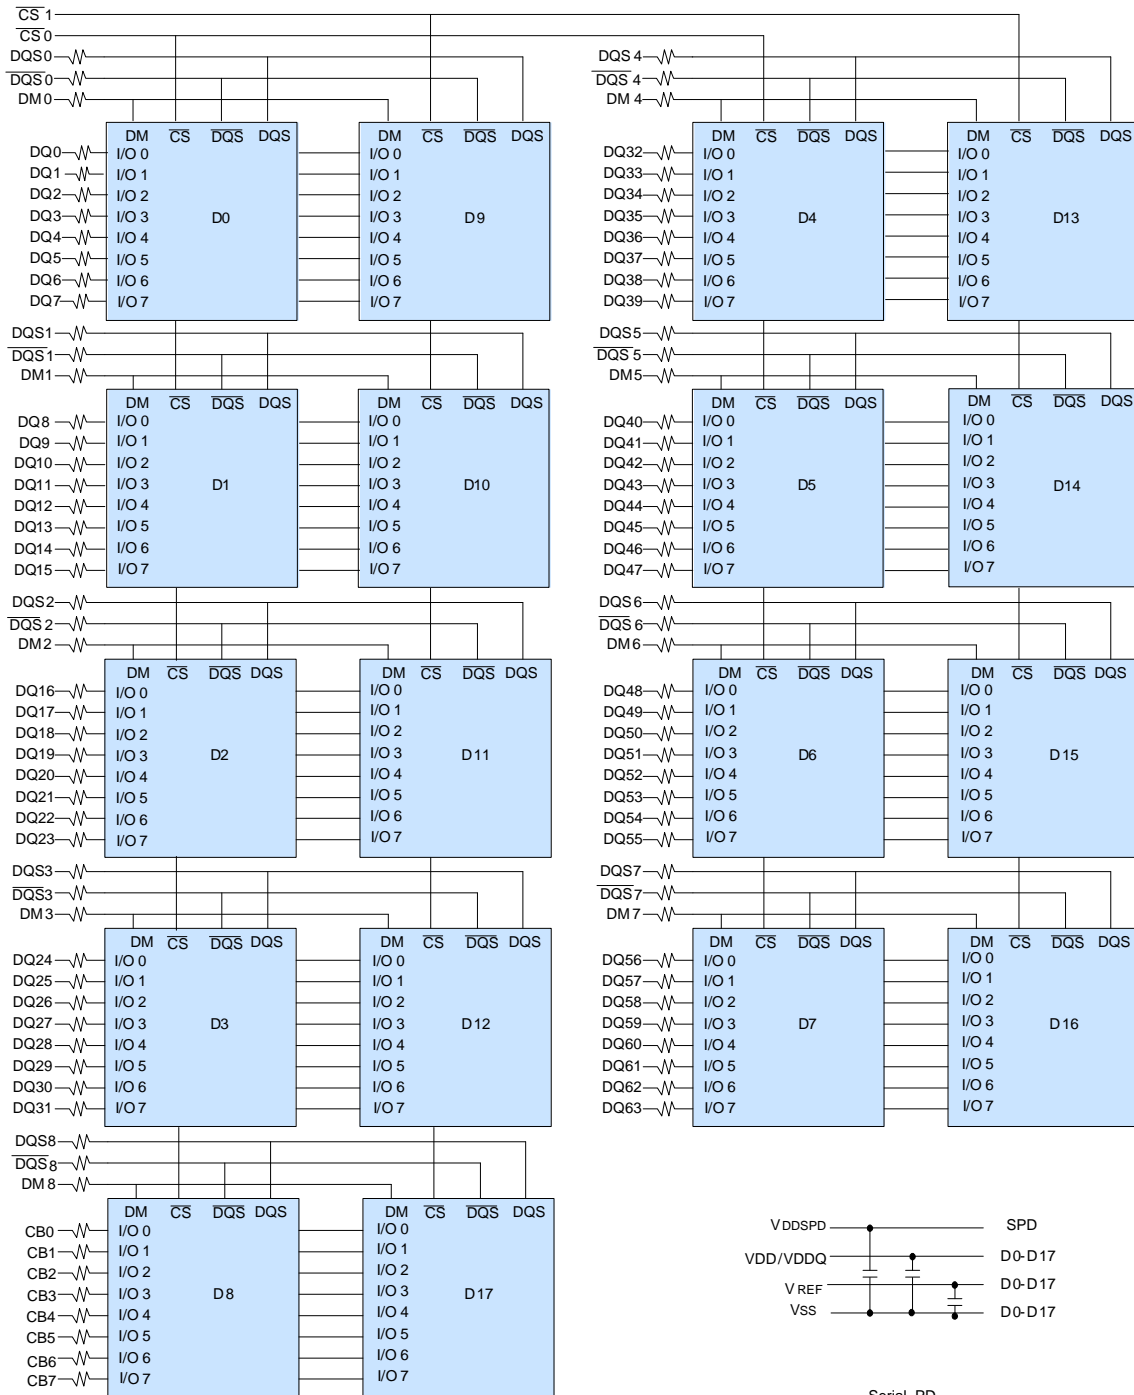 CS 1
CS 0
DQS0
DQS0
DM0
DM CS DQS DQS
DQ0 I/O 0
DQ1 I/O 1
DQ2 I/O 2
DQ3 I/O 3
DQ4 I/O 4
DQ5 I/O 5
DQ6 I/O 6
DQ7 I/O 7
D0
DM CS DQS DQS
I/O 0
I/O 1
I/O 2
I/O 3
I/O 4
I/O 5
I/O 6
I/O 7
D9
DQS 4
DQS 4
DM 4
DM CS DQS DQS
DQ32 I/O 0
DQ33 I/O 1
DQ34 I/O 2
DQ35 I/O 3
DQ36 I/O 4
DQ37 I/O 5
DQ38 I/O 6
DQ39 I/O 7
D4
DM CS DQS DQS
I/O 0
I/O 1
I/O 2
I/O 3
I/O 4
I/O 5
I/O 6
I/O 7
D13
DQS1
DQS1
DM1
DM CS DQS DQS
DQ8 I/O 0
DQ9 I/O 1
DQ10 I/O 2
DQ11 I/O 3
DQ12 I/O 4
DQ13 I/O 5
DQ14 I/O 6
DQ15 I/O 7
D1
DM CS DQS DQS
I/O 0
I/O 1
I/O 2
I/O 3
I/O 4
I/O 5
I/O 6
I/O 7
D10
DQS5
DQS 5
DM5
DM CS DQS DQS
DQ40 I/O 0
DQ41 I/O 1
DQ42 I/O 2
DQ43 I/O 3
DQ44 I/O 4
DQ45 I/O 5
DQ46 I/O 6
DQ47 I/O 7
D5
DM CS DQS DQS
I/O 0
I/O 1
I/O 2
I/O 3
I/O 4
I/O 5
I/O 6
I/O 7
D14
DQS2
DQS 2
DM2
DM CS DQS DQS
DQ16 I/O 0
DQ17 I/O 1
DQ18 I/O 2
DQ19 I/O 3
DQ20 I/O 4
DQ21 I/O 5
DQ22 I/O 6
DQ23 I/O 7
D2
DM CS DQS DQS
I/O 0
I/O 1
I/O 2
I/O 3
I/O 4
I/O 5
I/O 6
I/O 7
D11
DQS6
DQS 6
DM6
DM CS DQS DQS
DQ48 I/O 0
DQ49 I/O 1
DQ50 I/O 2
DQ51 I/O 3
DQ52 I/O 4
DQ53 I/O 5
DQ54 I/O 6
DQ55 I/O 7
D6
DM CS DQS DQS
I/O 0
I/O 1
I/O 2
I/O 3
I/O 4
I/O 5
I/O 6
I/O 7
D15
DQS3
DQS3
DM3
DM CS DQS DQS
DQ24 I/O 0
DQ25 I/O 1
DQ26 I/O 2
DQ27 I/O 3
DQ28 I/O 4
DQ29 I/O 5
DQ30 I/O 6
DQ31 I/O 7
D3
DM CS DQS DQS
I/O 0
I/O 1
I/O 2
I/O 3
I/O 4
I/O 5
I/O 6
I/O 7
D12
DQS7
DQS7
DM7
DM CS DQS DQS
DQ56 I/O 0
DQ57 I/O 1
DQ58 I/O 2
DQ59 I/O 3
DQ60 I/O 4
DQ61 I/O 5
DQ62 I/O 6
DQ63 I/O 7
D7
DM CS DQS DQS
I/O 0
I/O 1
I/O 2
I/O 3
I/O 4
I/O 5
I/O 6
I/O 7
D16
DQS8
DQS8
DM8
DM CS DQS DQS
CB0 I/O 0
CB1 I/O 1
CB2 I/O 2
CB3 I/O 3
CB4 I/O 4
CB5 I/O 5
CB6 I/O 6
CB7 I/O 7
D8
DM CS DQS DQS
I/O 0
I/O 1
I/O 2
I/O 3
I/O 4
I/O 5
I/O 6
I/O 7
D17
VDDSPD SPD
VDD/VDDQ D0-D17
VREF D0-D17
VSS D0-D17